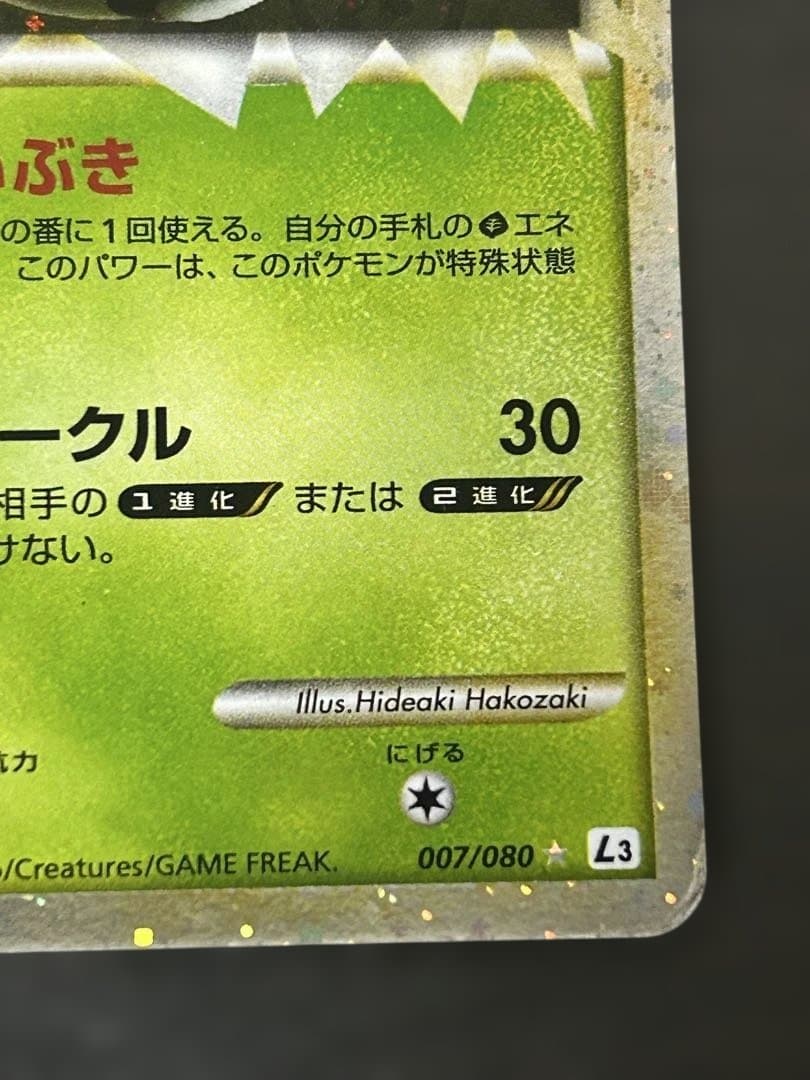 ぶき
の番に1回使える。自分の手札の エネ
このパワーは、このポケモンが特殊状態
ークル 30
相手の 1進化 または 2進化
けない。
Illus.Hideaki Hakozaki
抗力
にげる
/Creatures/GAME FREAK.
007/080 L3